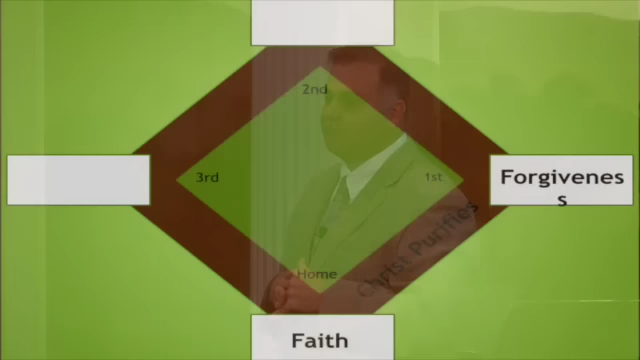 2nd
3rd
1st
Forgivenes
s
Christ Purifies
Home
Faith